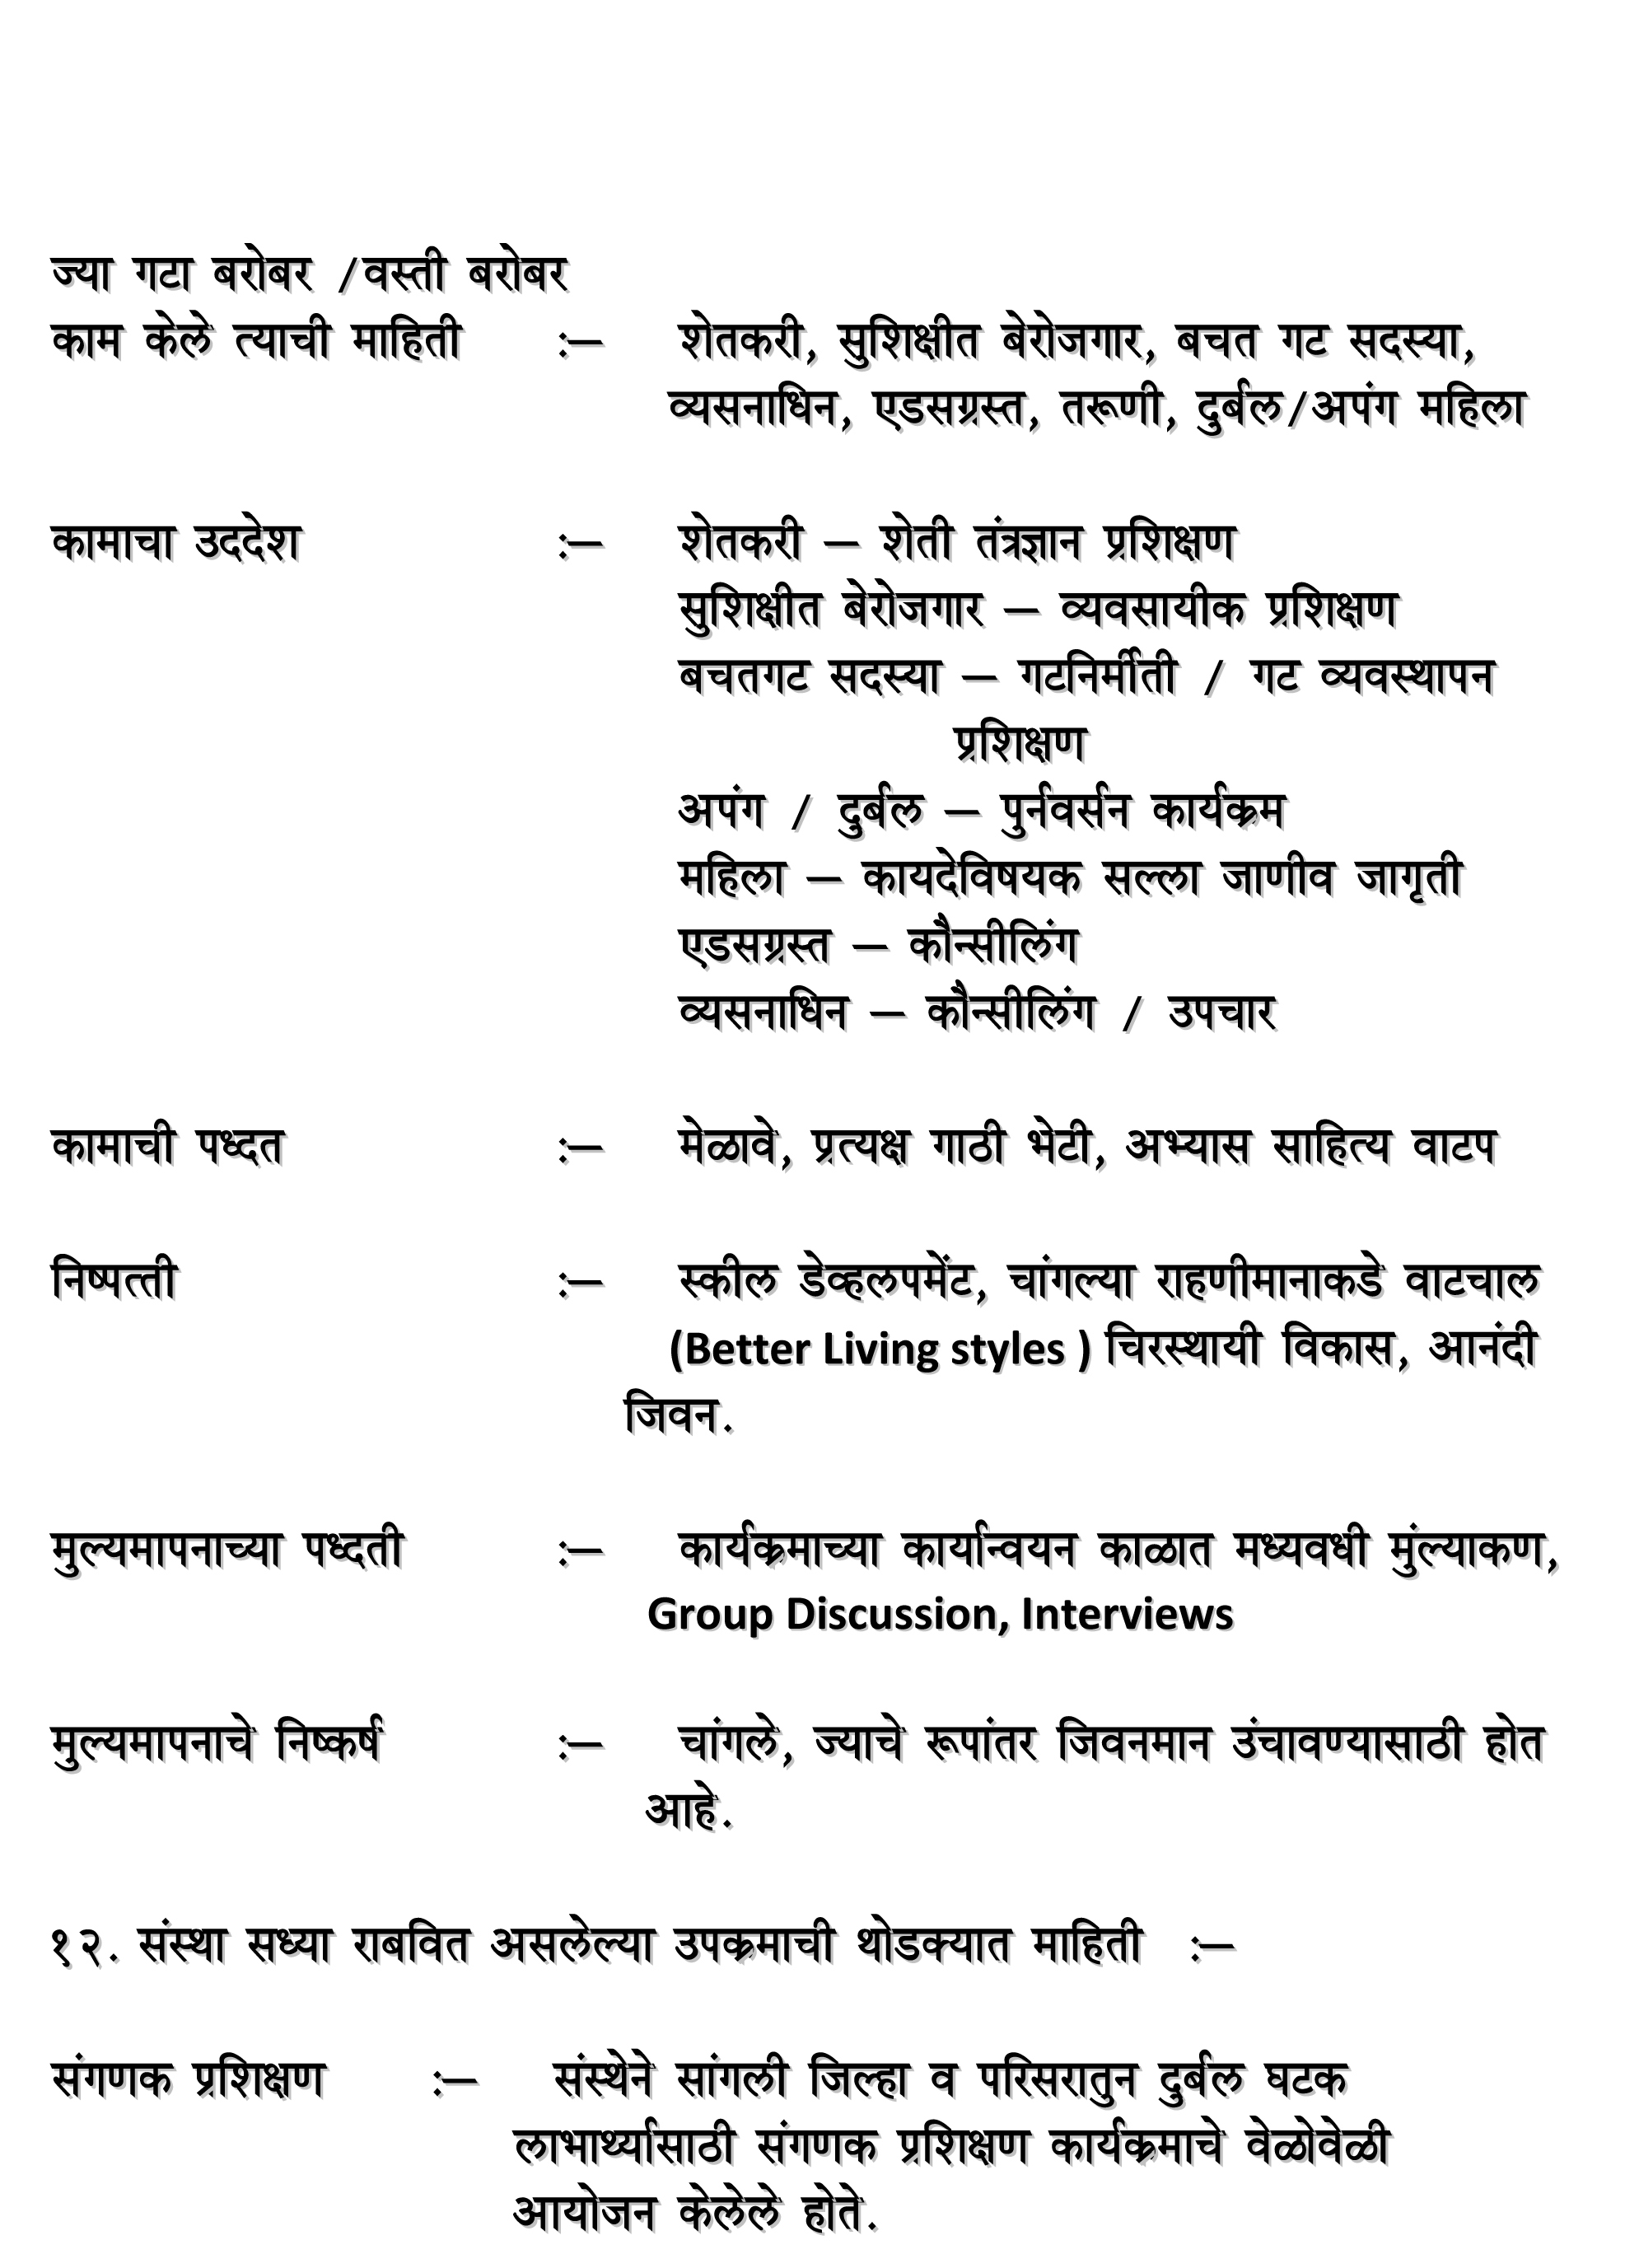 ज्या गटा बरोबर /वस्ती बरोबर
काम केले त्याची माहिती :— शेतकरी, सुशिक्षीत बेरोजगार, बचत गट सदस्या,
व्यसनाधिन, एडसग्रस्त, तरूणी, दुर्बल/अपंग महिला
कामाचा उददेश :— शेतकरी — शेती तंत्रज्ञान प्रशिक्षण
सुशिक्षीत बेरोजगार — व्यवसायीक प्रशिक्षण
बचतगट सदस्या — गटनिर्मीती / गट व्यवस्थापन
प्रशिक्षण
अपंग / दुर्बल — पुर्नवर्सन कार्यक्रम
महिला — कायदेविषयक सल्ला जाणीव जागृती
एडसग्रस्त — कौन्सीलिंग
व्यसनाधिन — कौन्सीलिंग / उपचार
कामाची पध्दत :— मेळावे, प्रत्यक्ष गाठी भेटी, अभ्यास साहित्य वाटप
निष्पत्ती :— स्कील डेव्हलपमेंट, चांगल्या राहणीमानाकडे वाटचाल
(Better Living styles ) चिरस्थायी विकास, आनंदी
जिवन.
मुल्यमापनाच्या पध्दती :— कार्यक्रमाच्या कार्यान्वयन काळात मध्यवधी मुंल्याकण,
Group Discussion, Interviews
मुल्यमापनाचे निष्कर्ष :— चांगले, ज्याचे रूपांतर जिवनमान उंचावण्यासाठी होत
आहे.
१२. संस्था सध्या राबवित असलेल्या उपक्रमाची थोडक्यात माहिती :—
संगणक प्रशिक्षण :— संस्थेने सांगली जिल्हा व परिसरातुन दुर्बल घटक
लाभार्थ्यासाठी संगणक प्रशिक्षण कार्यक्रमाचे वेळोवेळी
आयोजन केलेले होते.